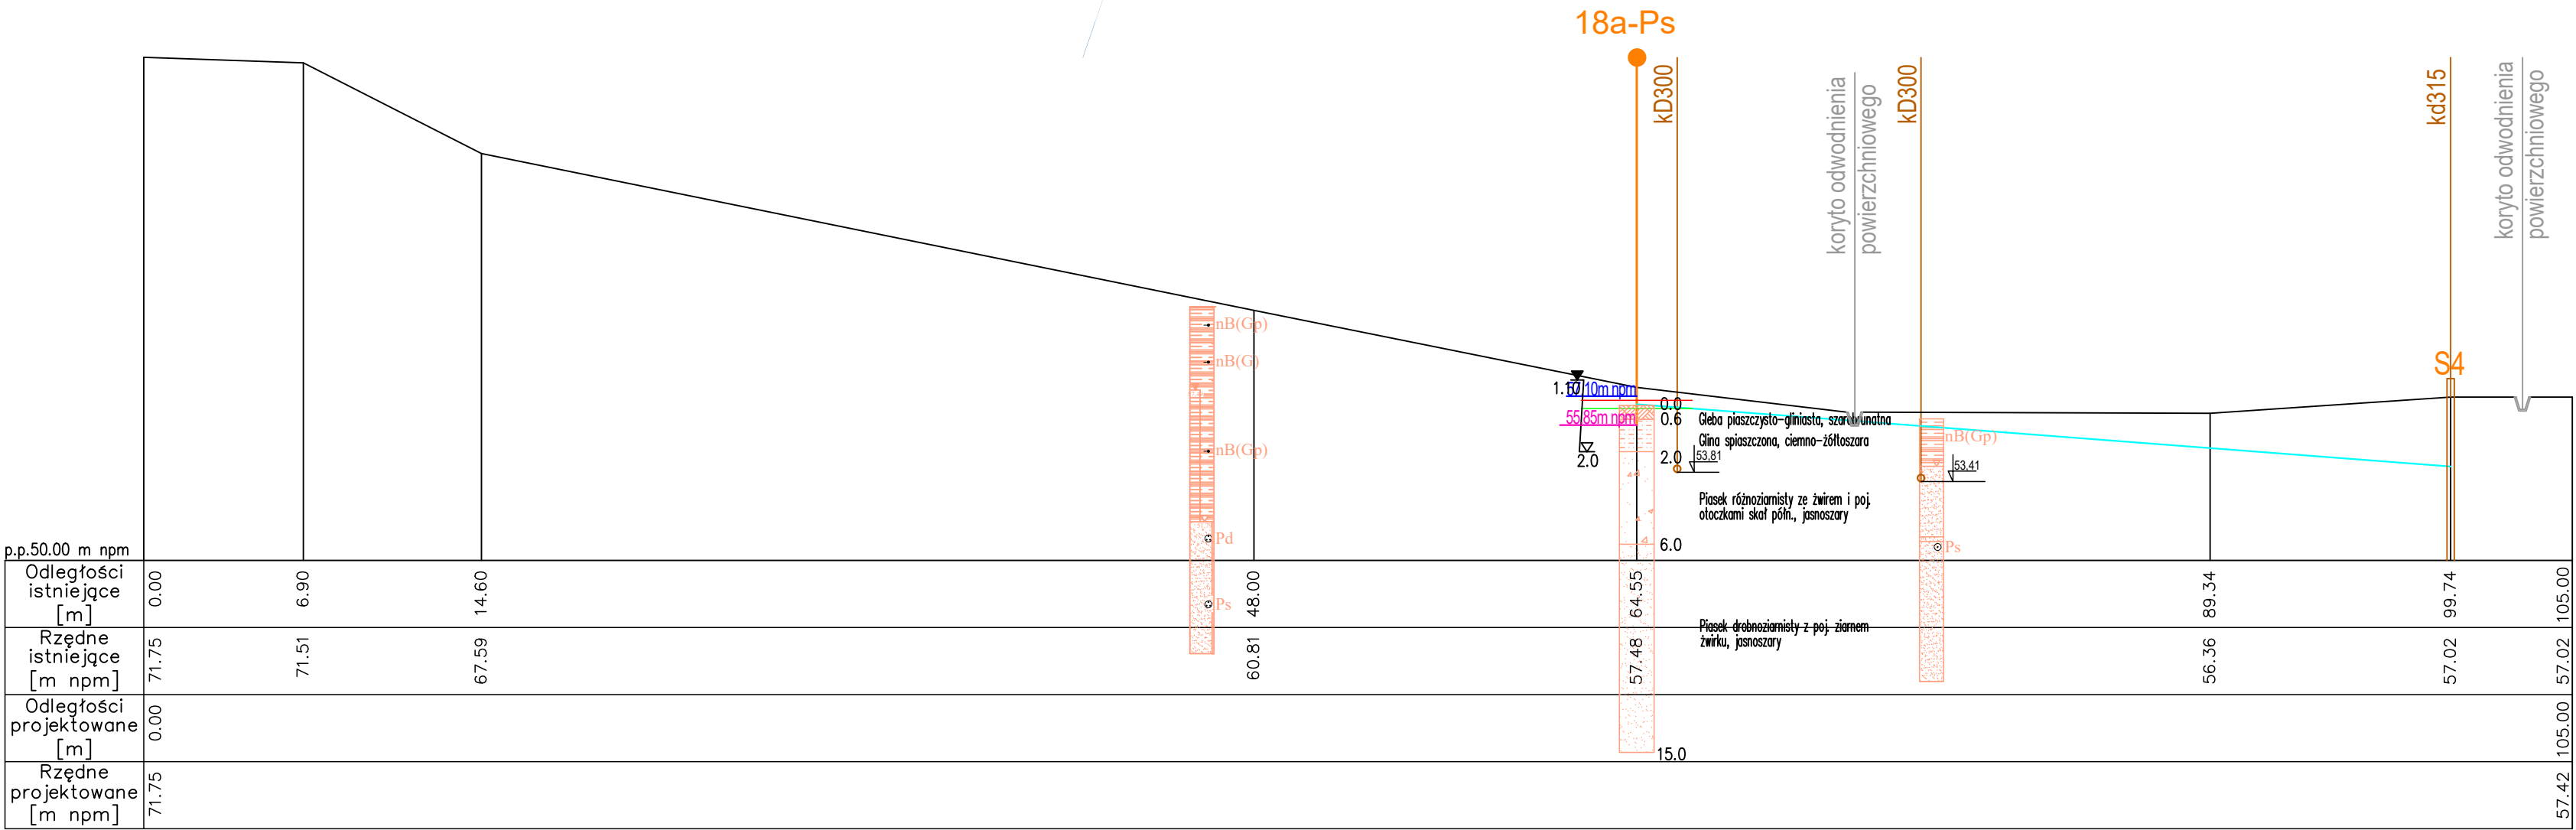 18a-Ps
kD300
koryto odwodnienia
powierzchniowego
kD300
kd315
koryto odwodnienia
powierzchniowego
S4
nB(Gp)
nB(G)
nB(Gp)
Pd
Ps
10m npm
55.85m npm
2.0
0.0
0.6
2.0
6.0
15.0
Gleba piaszczysto-gliniasta,
Glina spiaszczona, ciemno-żółtoszara
53,81
Piasek różnoziarnisty ze żwirem i poj.
otoczkami skał półn., jasnoszary
Piasek drobnoziarnisty z poj. ziarnem
żwirku, jasnoszary
nB(Gp)
53,41
Ps
p.p.50.00 m npm
Odległości
istniejące
[m]
0.00 6.90 14.60 48.00 64.55 89.34 99.74 105.00
Rzędne
istniejące
[m npm]
71.75 71.51 67.59 60.81 57.48 56.36 57.02 57.02
Odległości
projektowane
[m]
0.00 105.00
Rzędne
projektowane
[m npm]
71.75 57.42